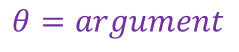 θ = argument